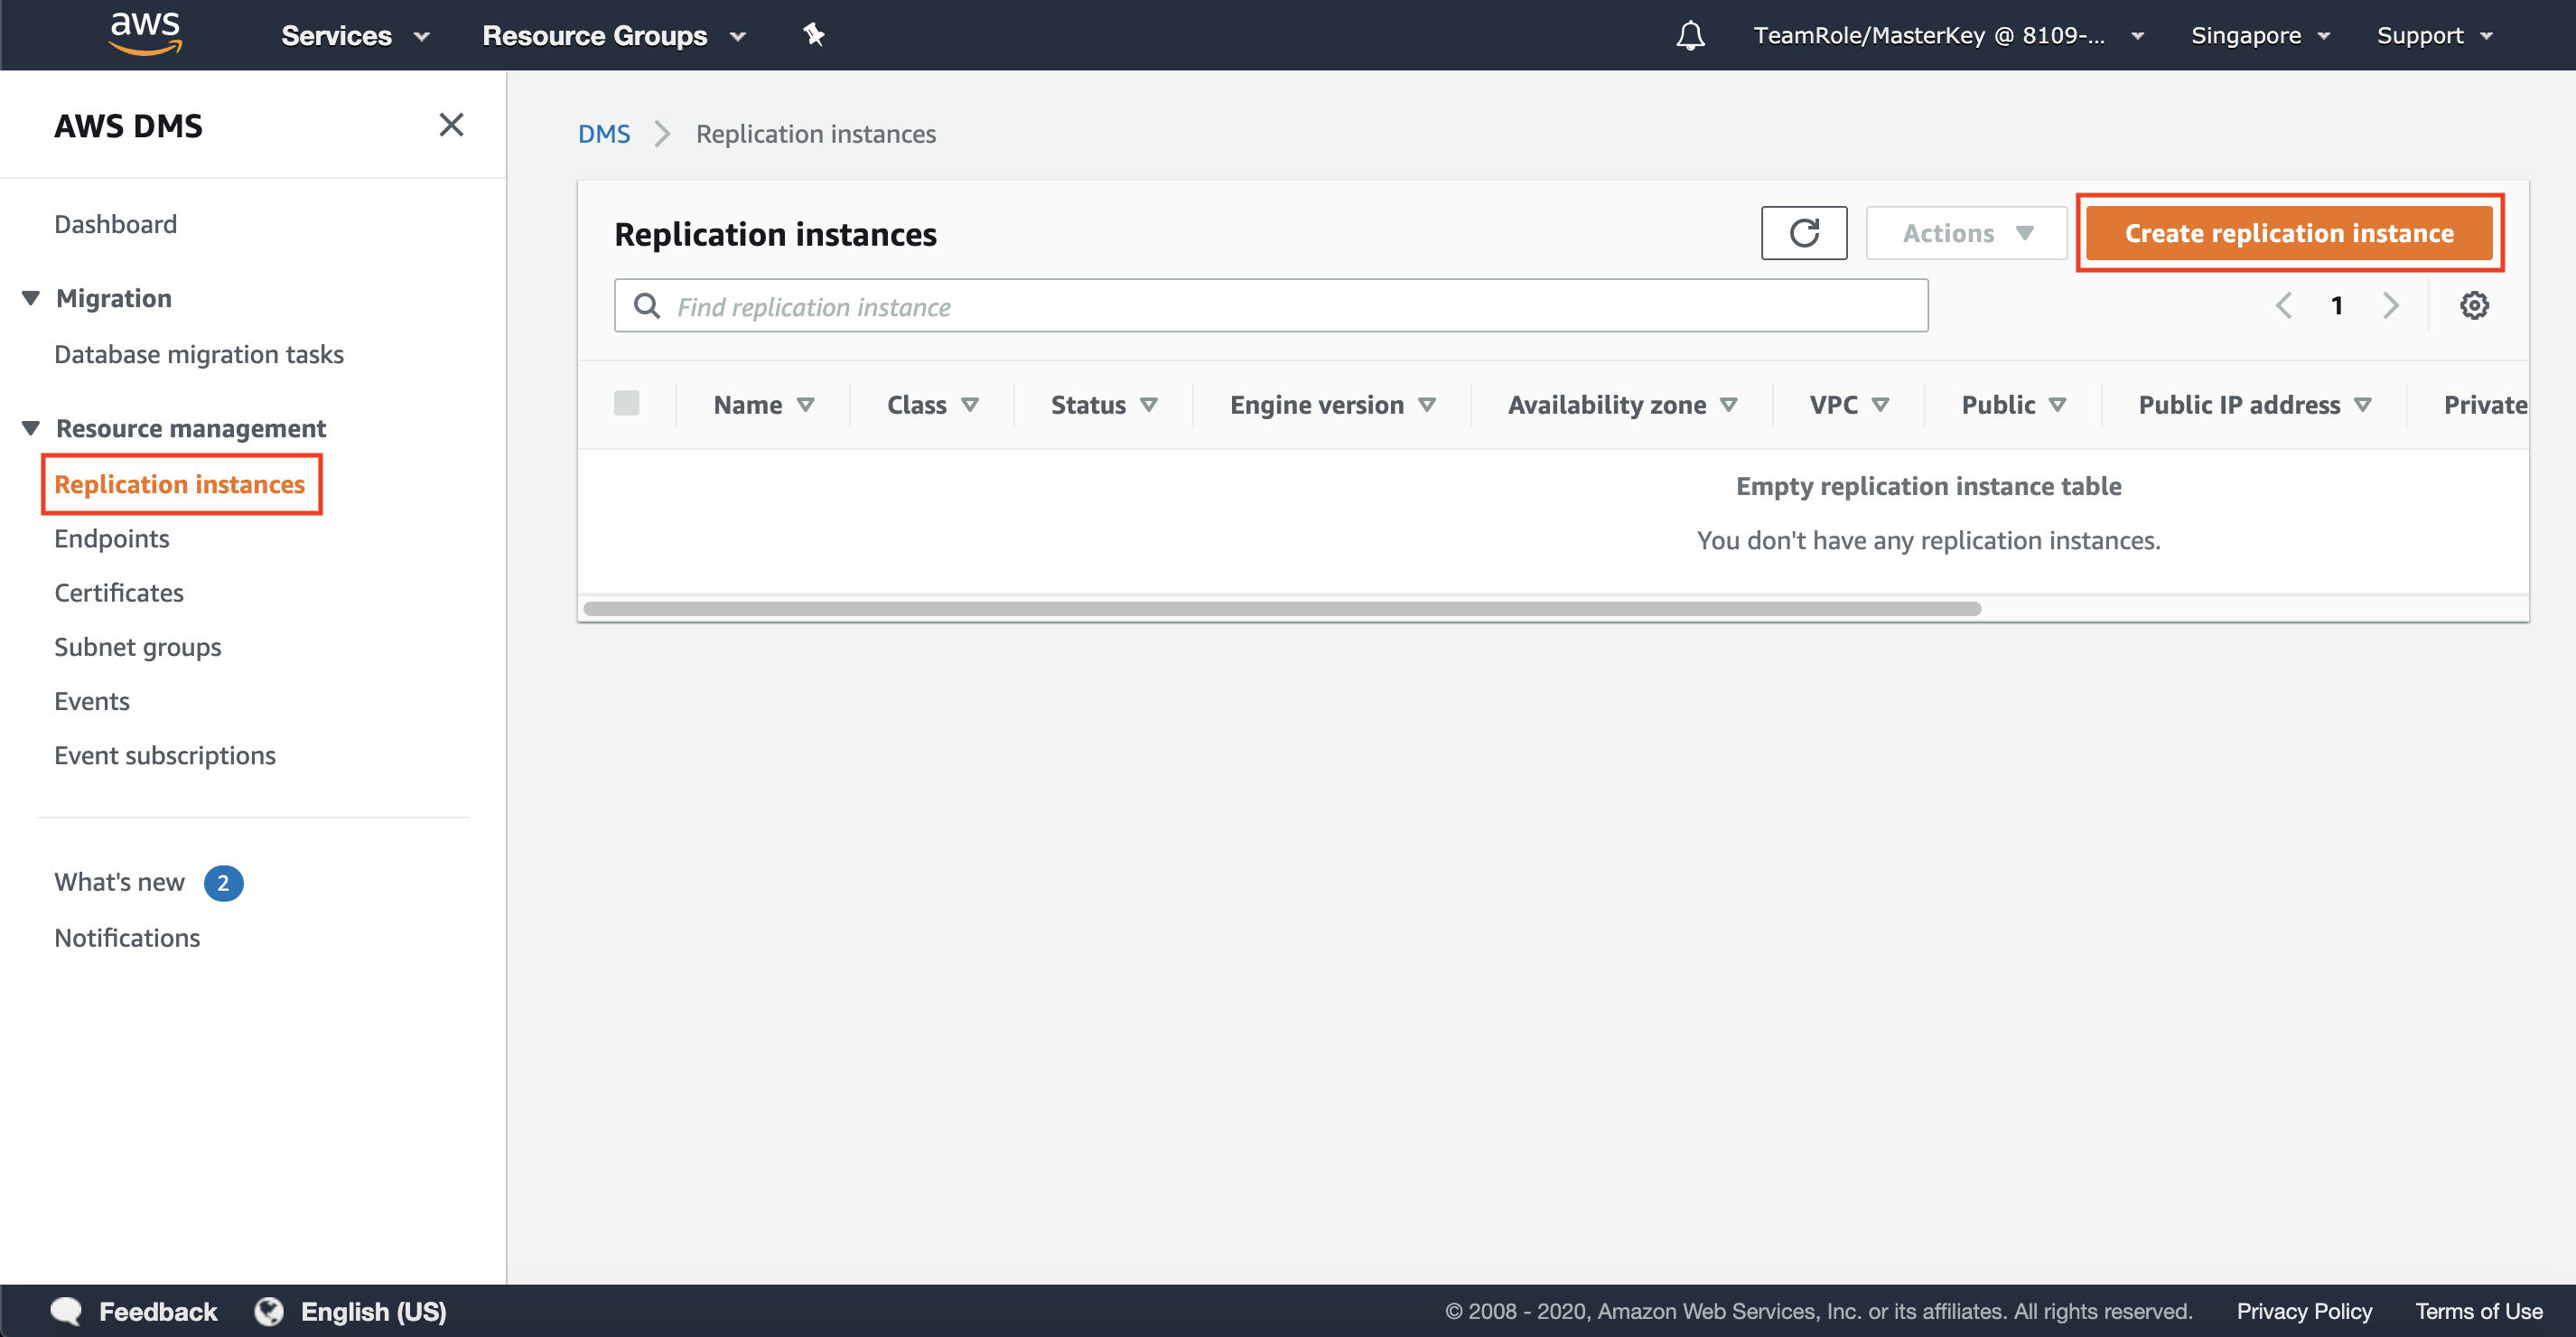 aws
Services
Resource Groups
TeamRole/MasterKey @ 8109-...
Singapore
Support
AWS DMS
Dashboard
Migration
Database migration tasks
Resource management
Replication instances
Endpoints
Certificates
Subnet groups
Events
Event subscriptions
What's new 2
Notifications
DMS Replication instances
Replication instances
Actions
Create replication instance
Find replication instance
1
Name Class Status Engine version Availability zone VPC Public Public IP address Private
Empty replication instance table
You don't have any replication instances.
Feedback
English (US)
© 2008 - 2020, Amazon Web Services, Inc. or its affiliates. All rights reserved.
Privacy Policy
Terms of Use